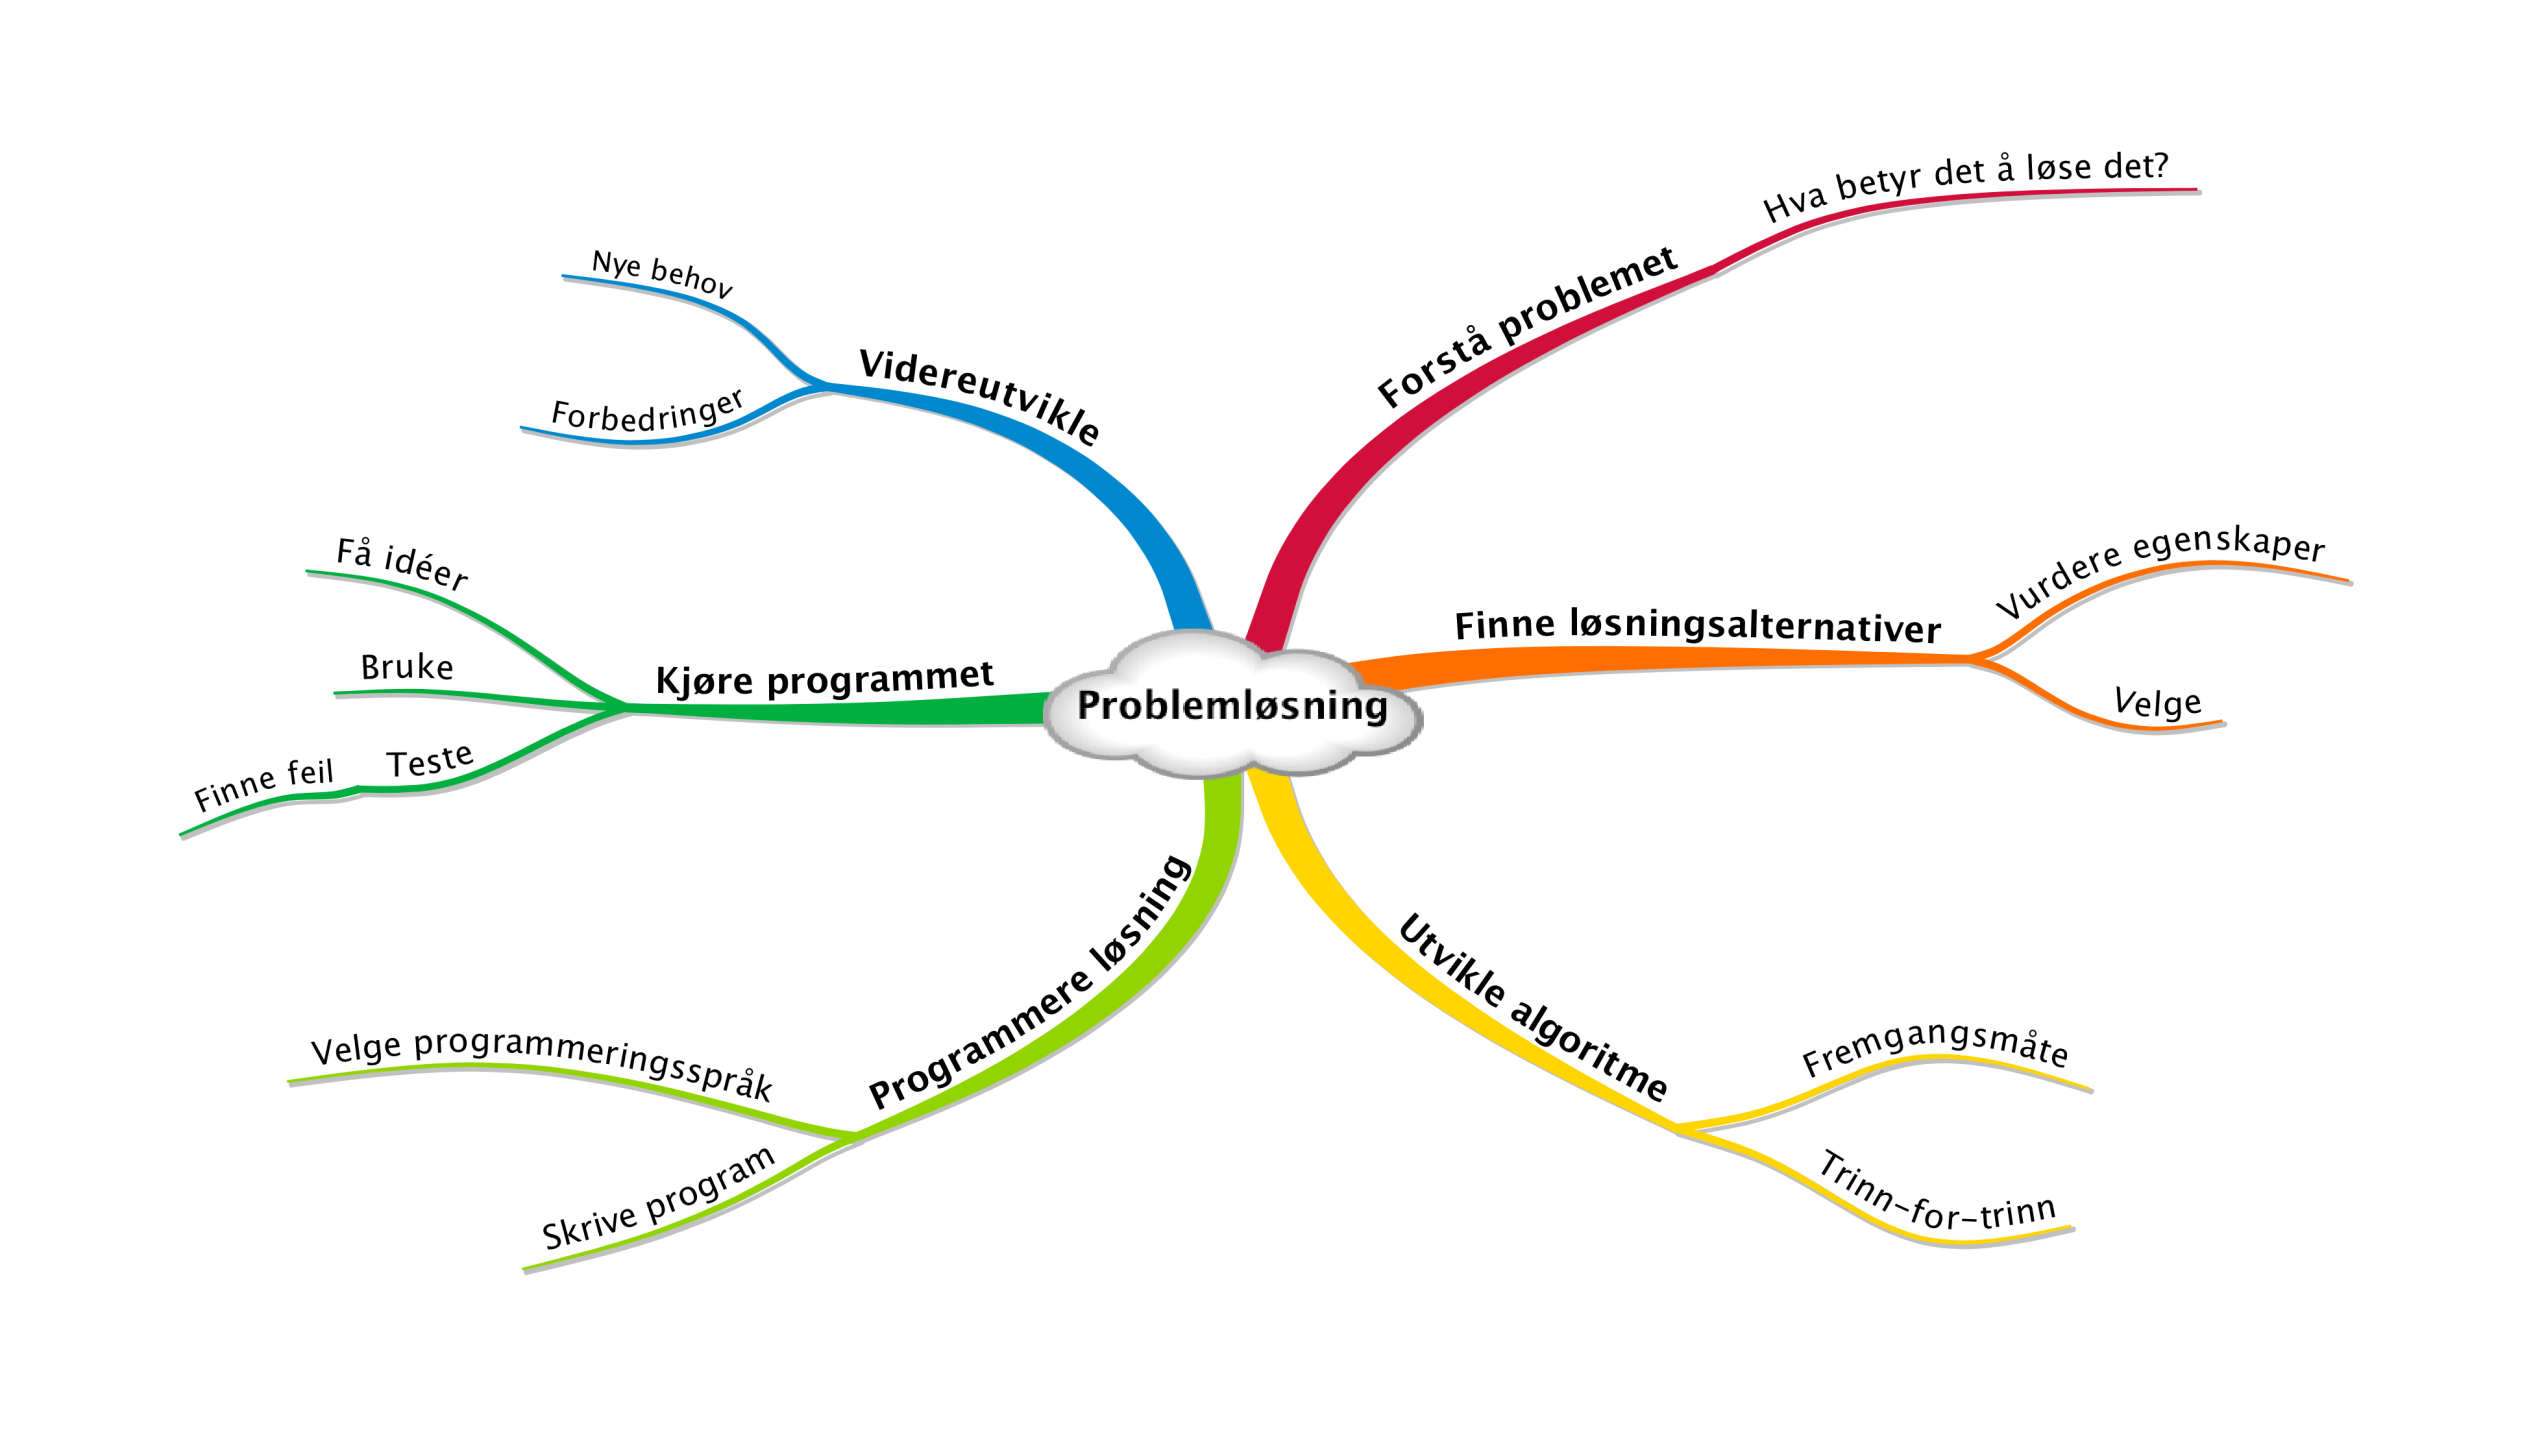 Problemløsning
Forstå problemet
Hva betyr det å løse det?
Finne løsningsalternativer
Vurdere egenskaper
Velge
Utvikle algoritme
Fremgangsmåte
Trinn-for-trinn
Programmere løsning
Velge programmeringsspråk
Skrive program
Kjøre programmet
Få idéer
Bruke
Teste
Finne feil
Videreutvikle
Nye behov
Forbedringer